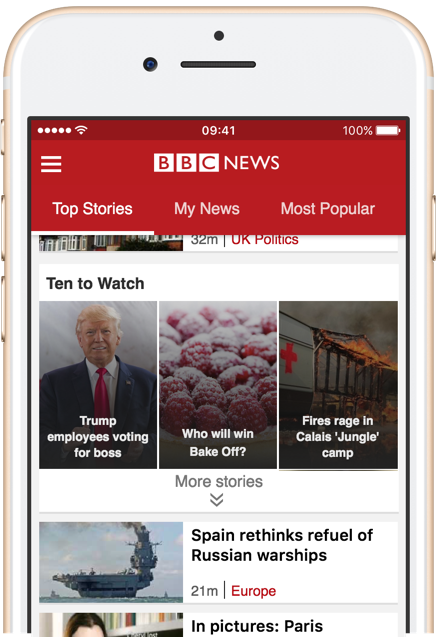 09:41
100%
BBC NEWS
Top Stories
My News
Most Popular
32m | UK Politics
Ten to Watch
Trump
employees voting
for boss
Who will win
Bake Off?
Fires rage in
Calais 'Jungle'
camp
More stories
Spain rethinks refuel of
Russian warships
21m | Europe
In pictures: Paris